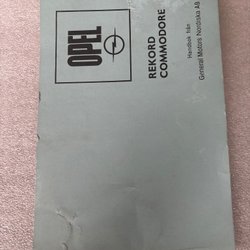 OPEL
REKORD
COMMODORE
Handbok från
General Motors Nordiska AB